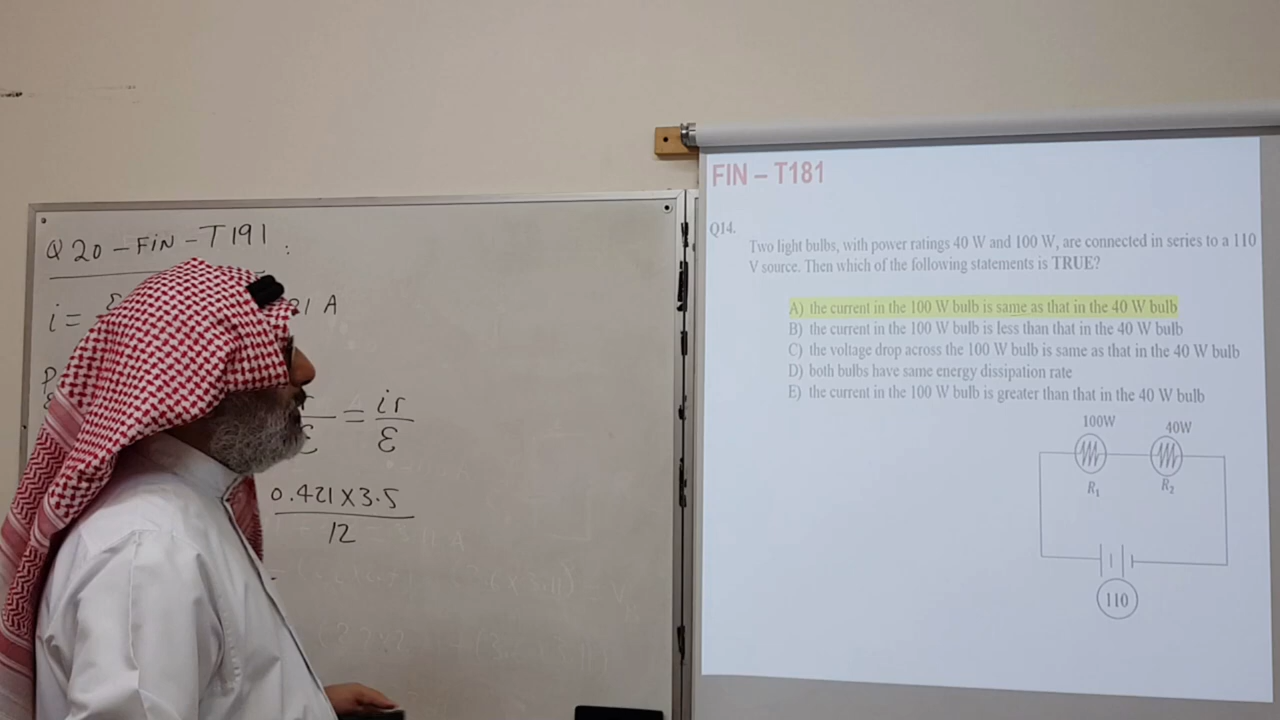 Q20-FIN-T191 :
i =
21 A
= ir
ε ε
0.421 x 3.5
12
FIN – T181
Q14.
Two light bulbs, with power ratings 40 W and 100 W, are connected in series to a 110
V source. Then which of the following statements is TRUE?
A) the current in the 100 W bulb is same as that in the 40 W bulb
B) the current in the 100 W bulb is less than that in the 40 W bulb
C) the voltage drop across the 100 W bulb is same as that in the 40 W bulb
D) both bulbs have same energy dissipation rate
E) the current in the 100 W bulb is greater than that in the 40 W bulb
100W 40W
R₁ R₂
110